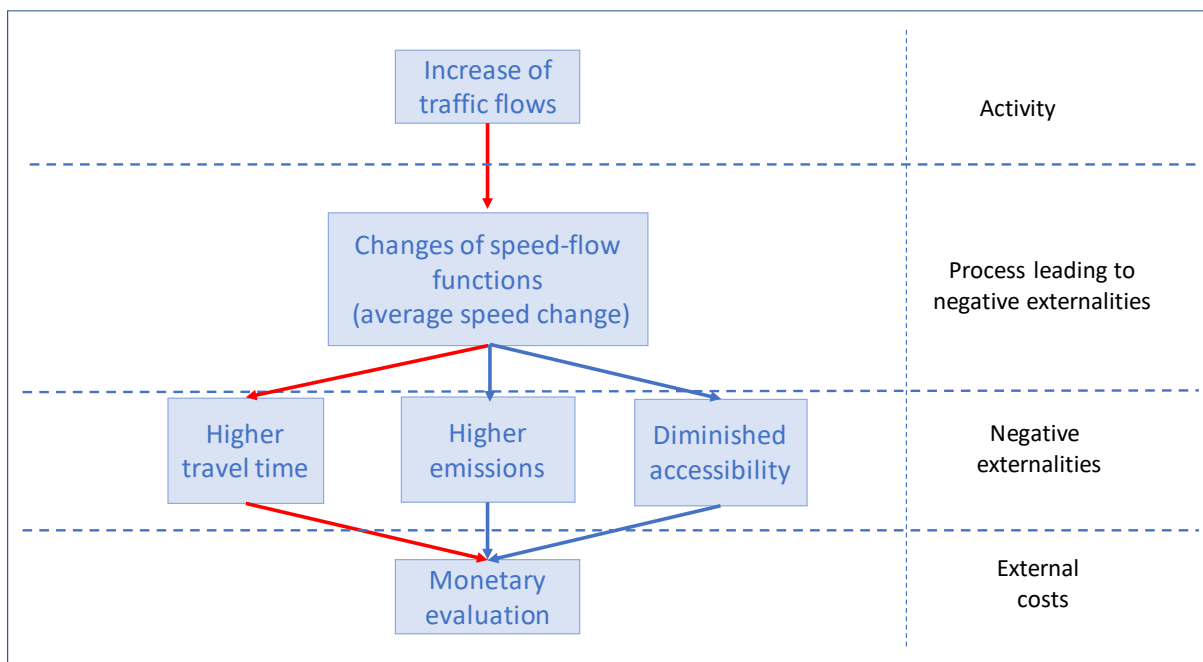 Increase of
traffic flows
Activity
Changes of speed-flow
functions
(average speed change)
Process leading to
negative externalities
Higher
travel time
Higher
emissions
Diminished
accessibility
Negative
externalities
Monetary
evaluation
External
costs